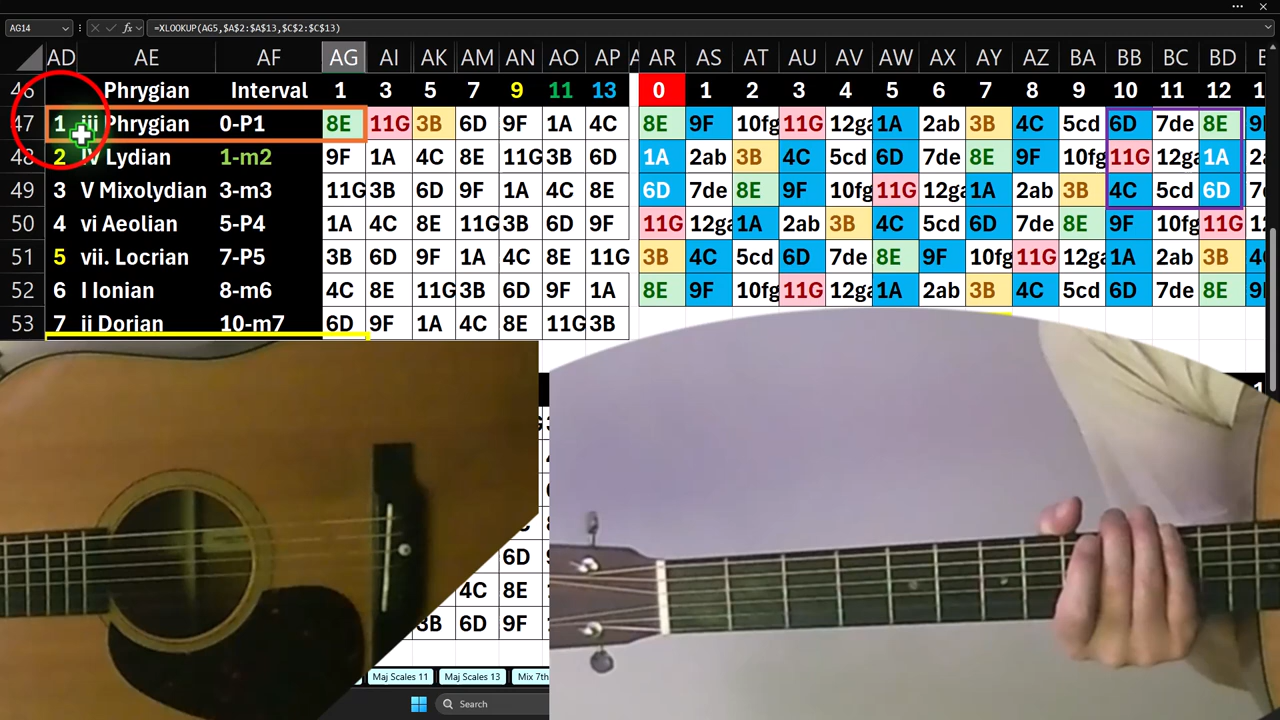 AG14 fx =XLOOKUP(AG5,$A$2:$A$13,$C$2:$C$13)
AD AE AF AG AI AK AM AN AO AP AR AS AT AU AV AW AX AY AZ BA BB BC BD
46 Phrygian Interval 1 3 5 7 9 11 13 0 1 2 3 4 5 6 7 8 9 10 11 12
47 1 iii Phrygian 0-P1 8E 11G 3B 6D 9F 1A 4C 8E 9F 10fg 11G 12ga 1A 2ab 3B 4C 5cd 6D 7de 8E
48 2 IV Lydian 1-m2 9F 1A 4C 8E 11G 3B 6D 1A 2ab 3B 4C 5cd 6D 7de 8E 9F 10fg 11G 12ga 1A
49 3 V Mixolydian 3-m3 11G 3B 6D 9F 1A 4C 8E 6D 7de 8E 9F 10fg 11G 12ga 1A 2ab 3B 4C 5cd 6D
50 4 vi Aeolian 5-P4 1A 4C 8E 11G 3B 6D 9F 11G 12ga 1A 2ab 3B 4C 5cd 6D 7de 8E 9F 10fg 11G
51 5 vii. Locrian 7-P5 3B 6D 9F 1A 4C 8E 11G 3B 4C 5cd 6D 7de 8E 9F 10fg 11G 12ga 1A 2ab 3B
52 6 I Ionian 8-m6 4C 8E 11G 3B 6D 9F 1A 8E 9F 10fg 11G 12ga 1A 2ab 3B 4C 5cd 6D 7de 8E
53 7 ii Dorian 10-m7 6D 9F 1A 4C 8E 11G 3B
6D
4C 8E
3B 6D 9F
Maj Scales 11 Maj Scales 13 Mix 7th
Search